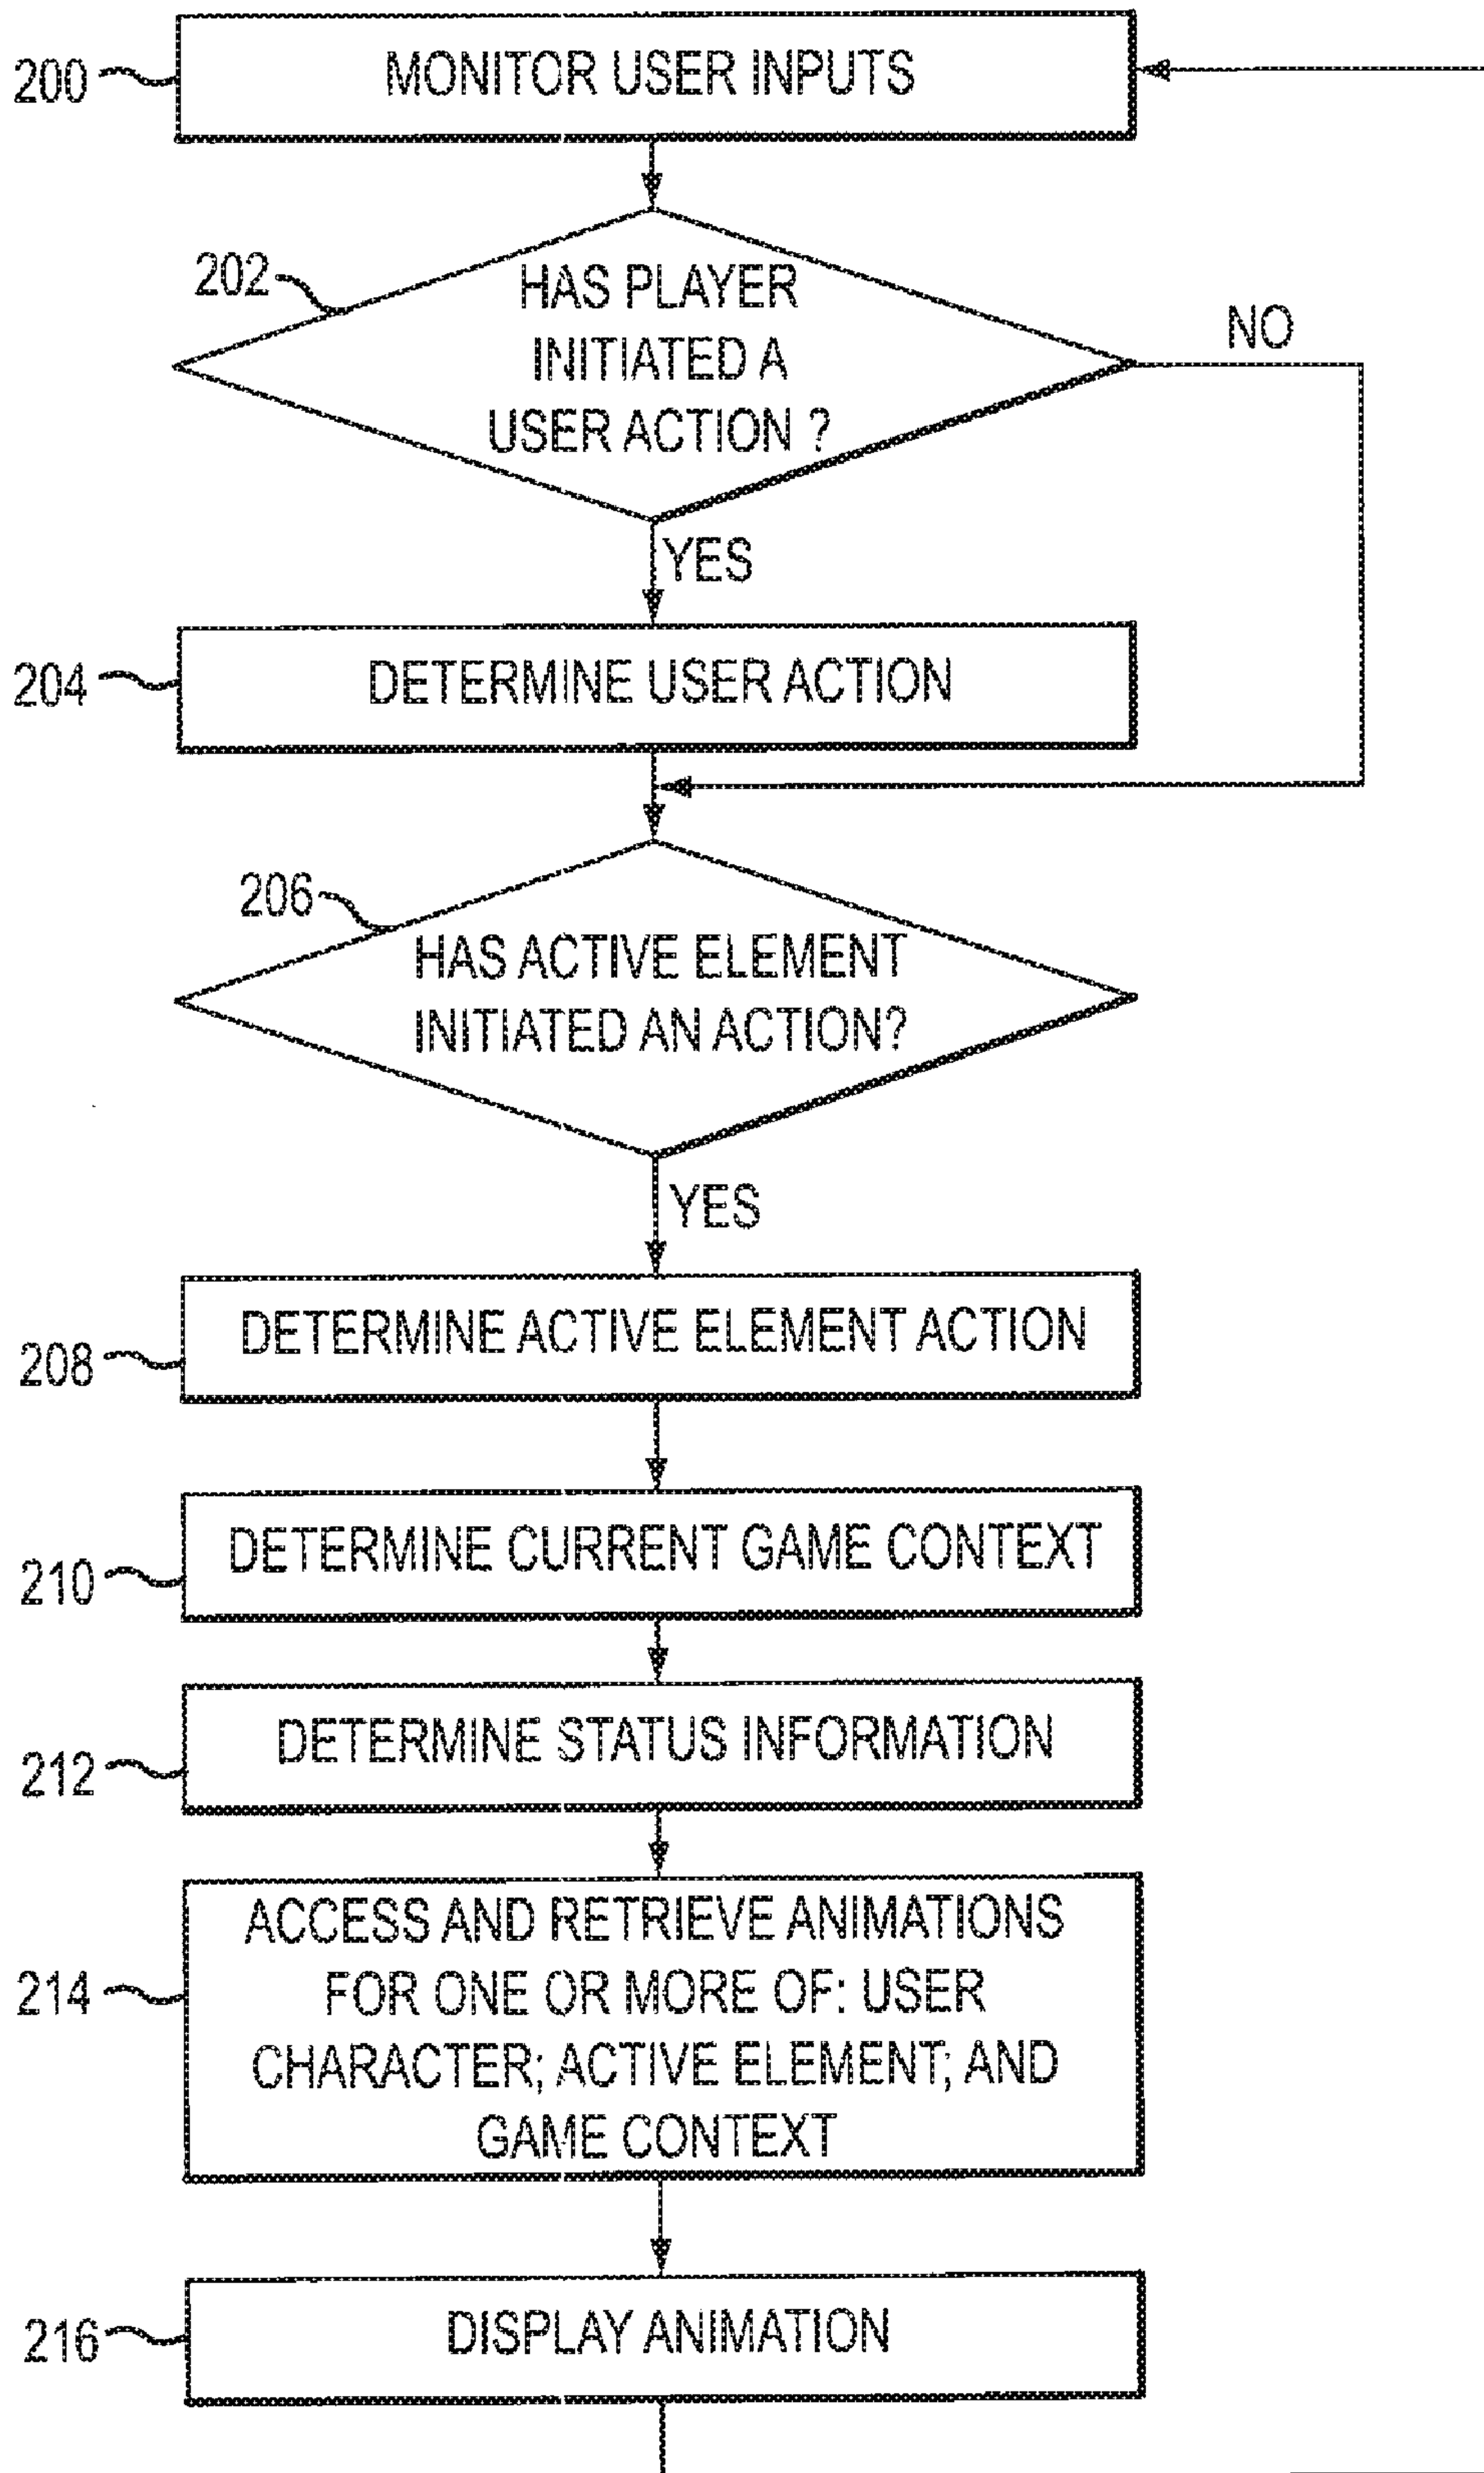 200
MONITOR USER INPUTS
202
HAS PLAYER
INITIATED A
USER ACTION ?
NO
YES
204
DETERMINE USER ACTION
206
HAS ACTIVE ELEMENT
INITIATED AN ACTION?
YES
208
DETERMINE ACTIVE ELEMENT ACTION
210
DETERMINE CURRENT GAME CONTEXT
212
DETERMINE STATUS INFORMATION
214
ACCESS AND RETRIEVE ANIMATIONS
FOR ONE OR MORE OF: USER
CHARACTER; ACTIVE ELEMENT; AND
GAME CONTEXT
216
DISPLAY ANIMATION